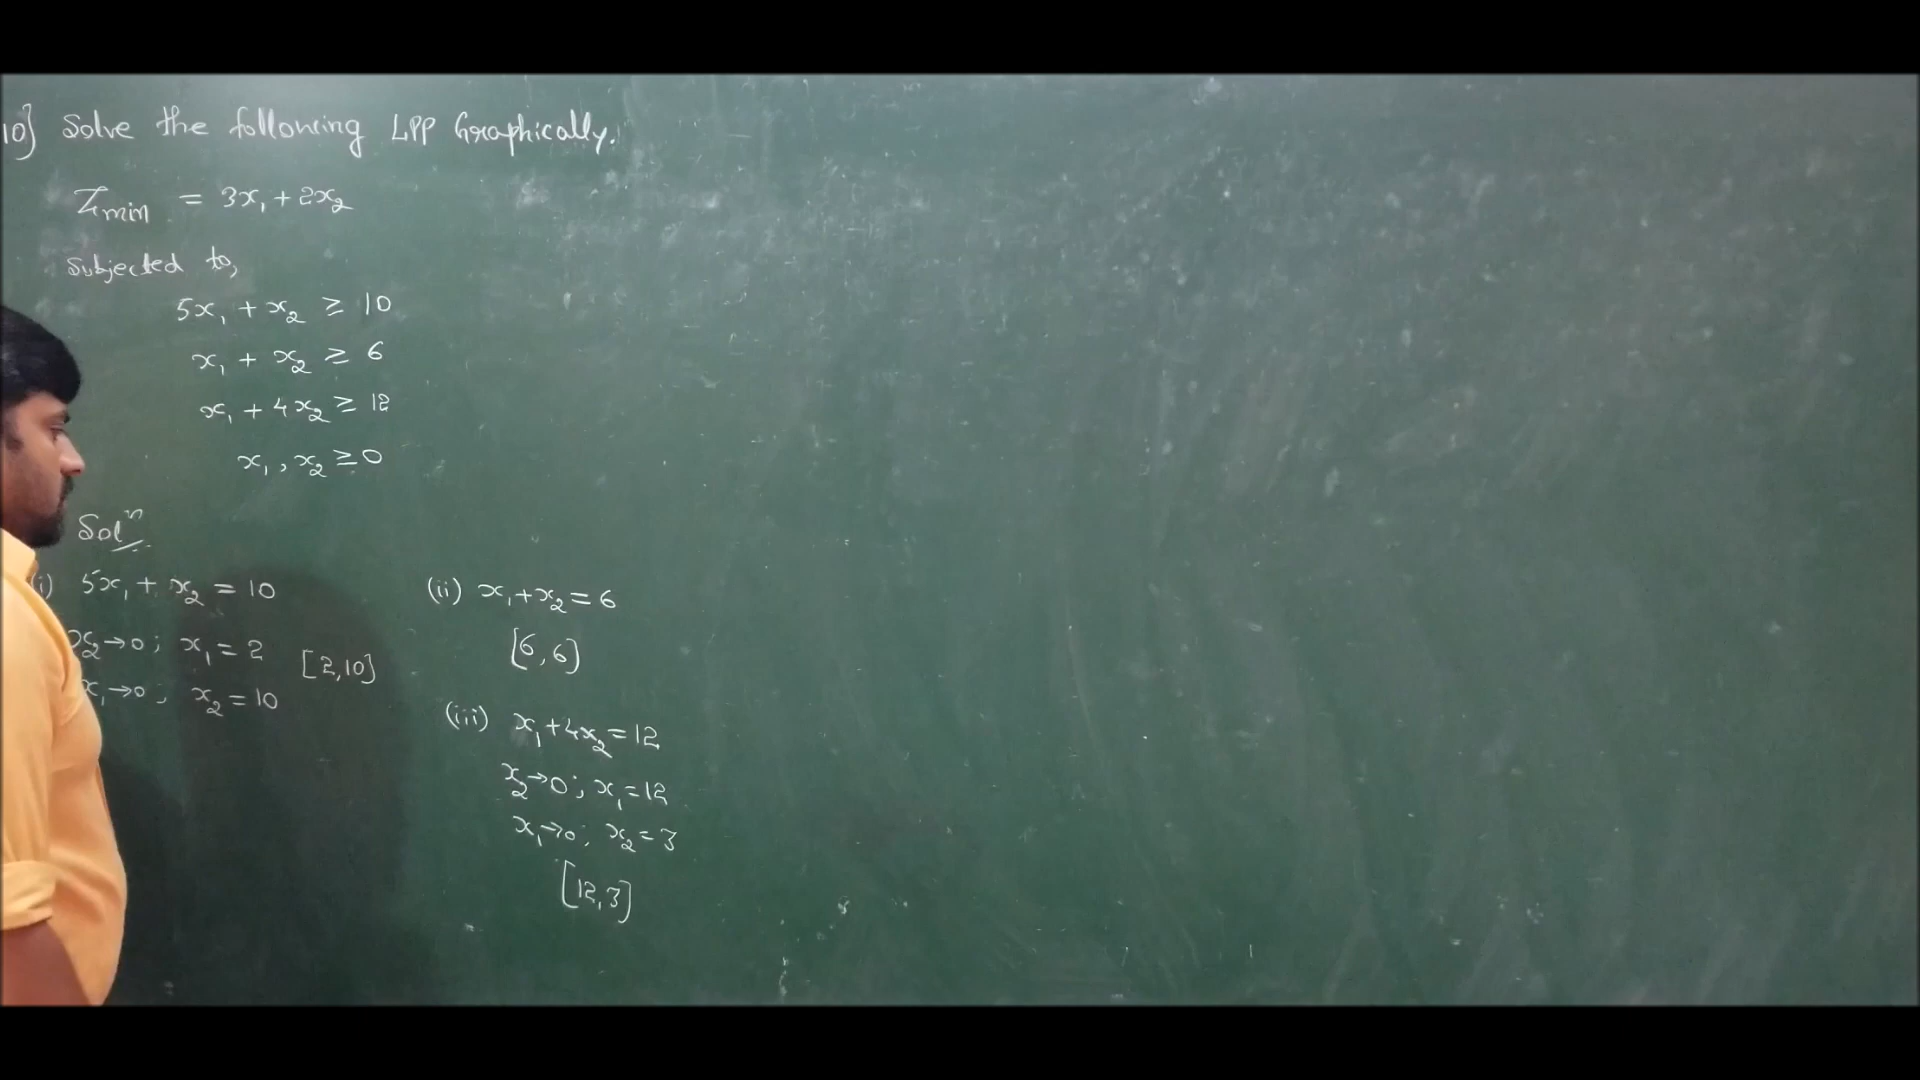 10] Solve the following LPP Graphically.
Zmin = 3x₁ + 2x₂
Subjected to,
5x₁ + x₂ ≥ 10
x₁ + x₂ ≥ 6
x₁ + 4x₂ ≥ 12
x₁, x₂ ≥ 0
Solⁿ
(i) 5x₁ + x₂ = 10
x₂→0; x₁ = 2
[2,10]
x₁→0; x₂ = 10
(ii) x₁ + x₂ = 6
[6,6]
(iii) x₁ + 4x₂ = 12
x₂→0; x₁ = 12
x₁→0; x₂ = 3
[12,3]